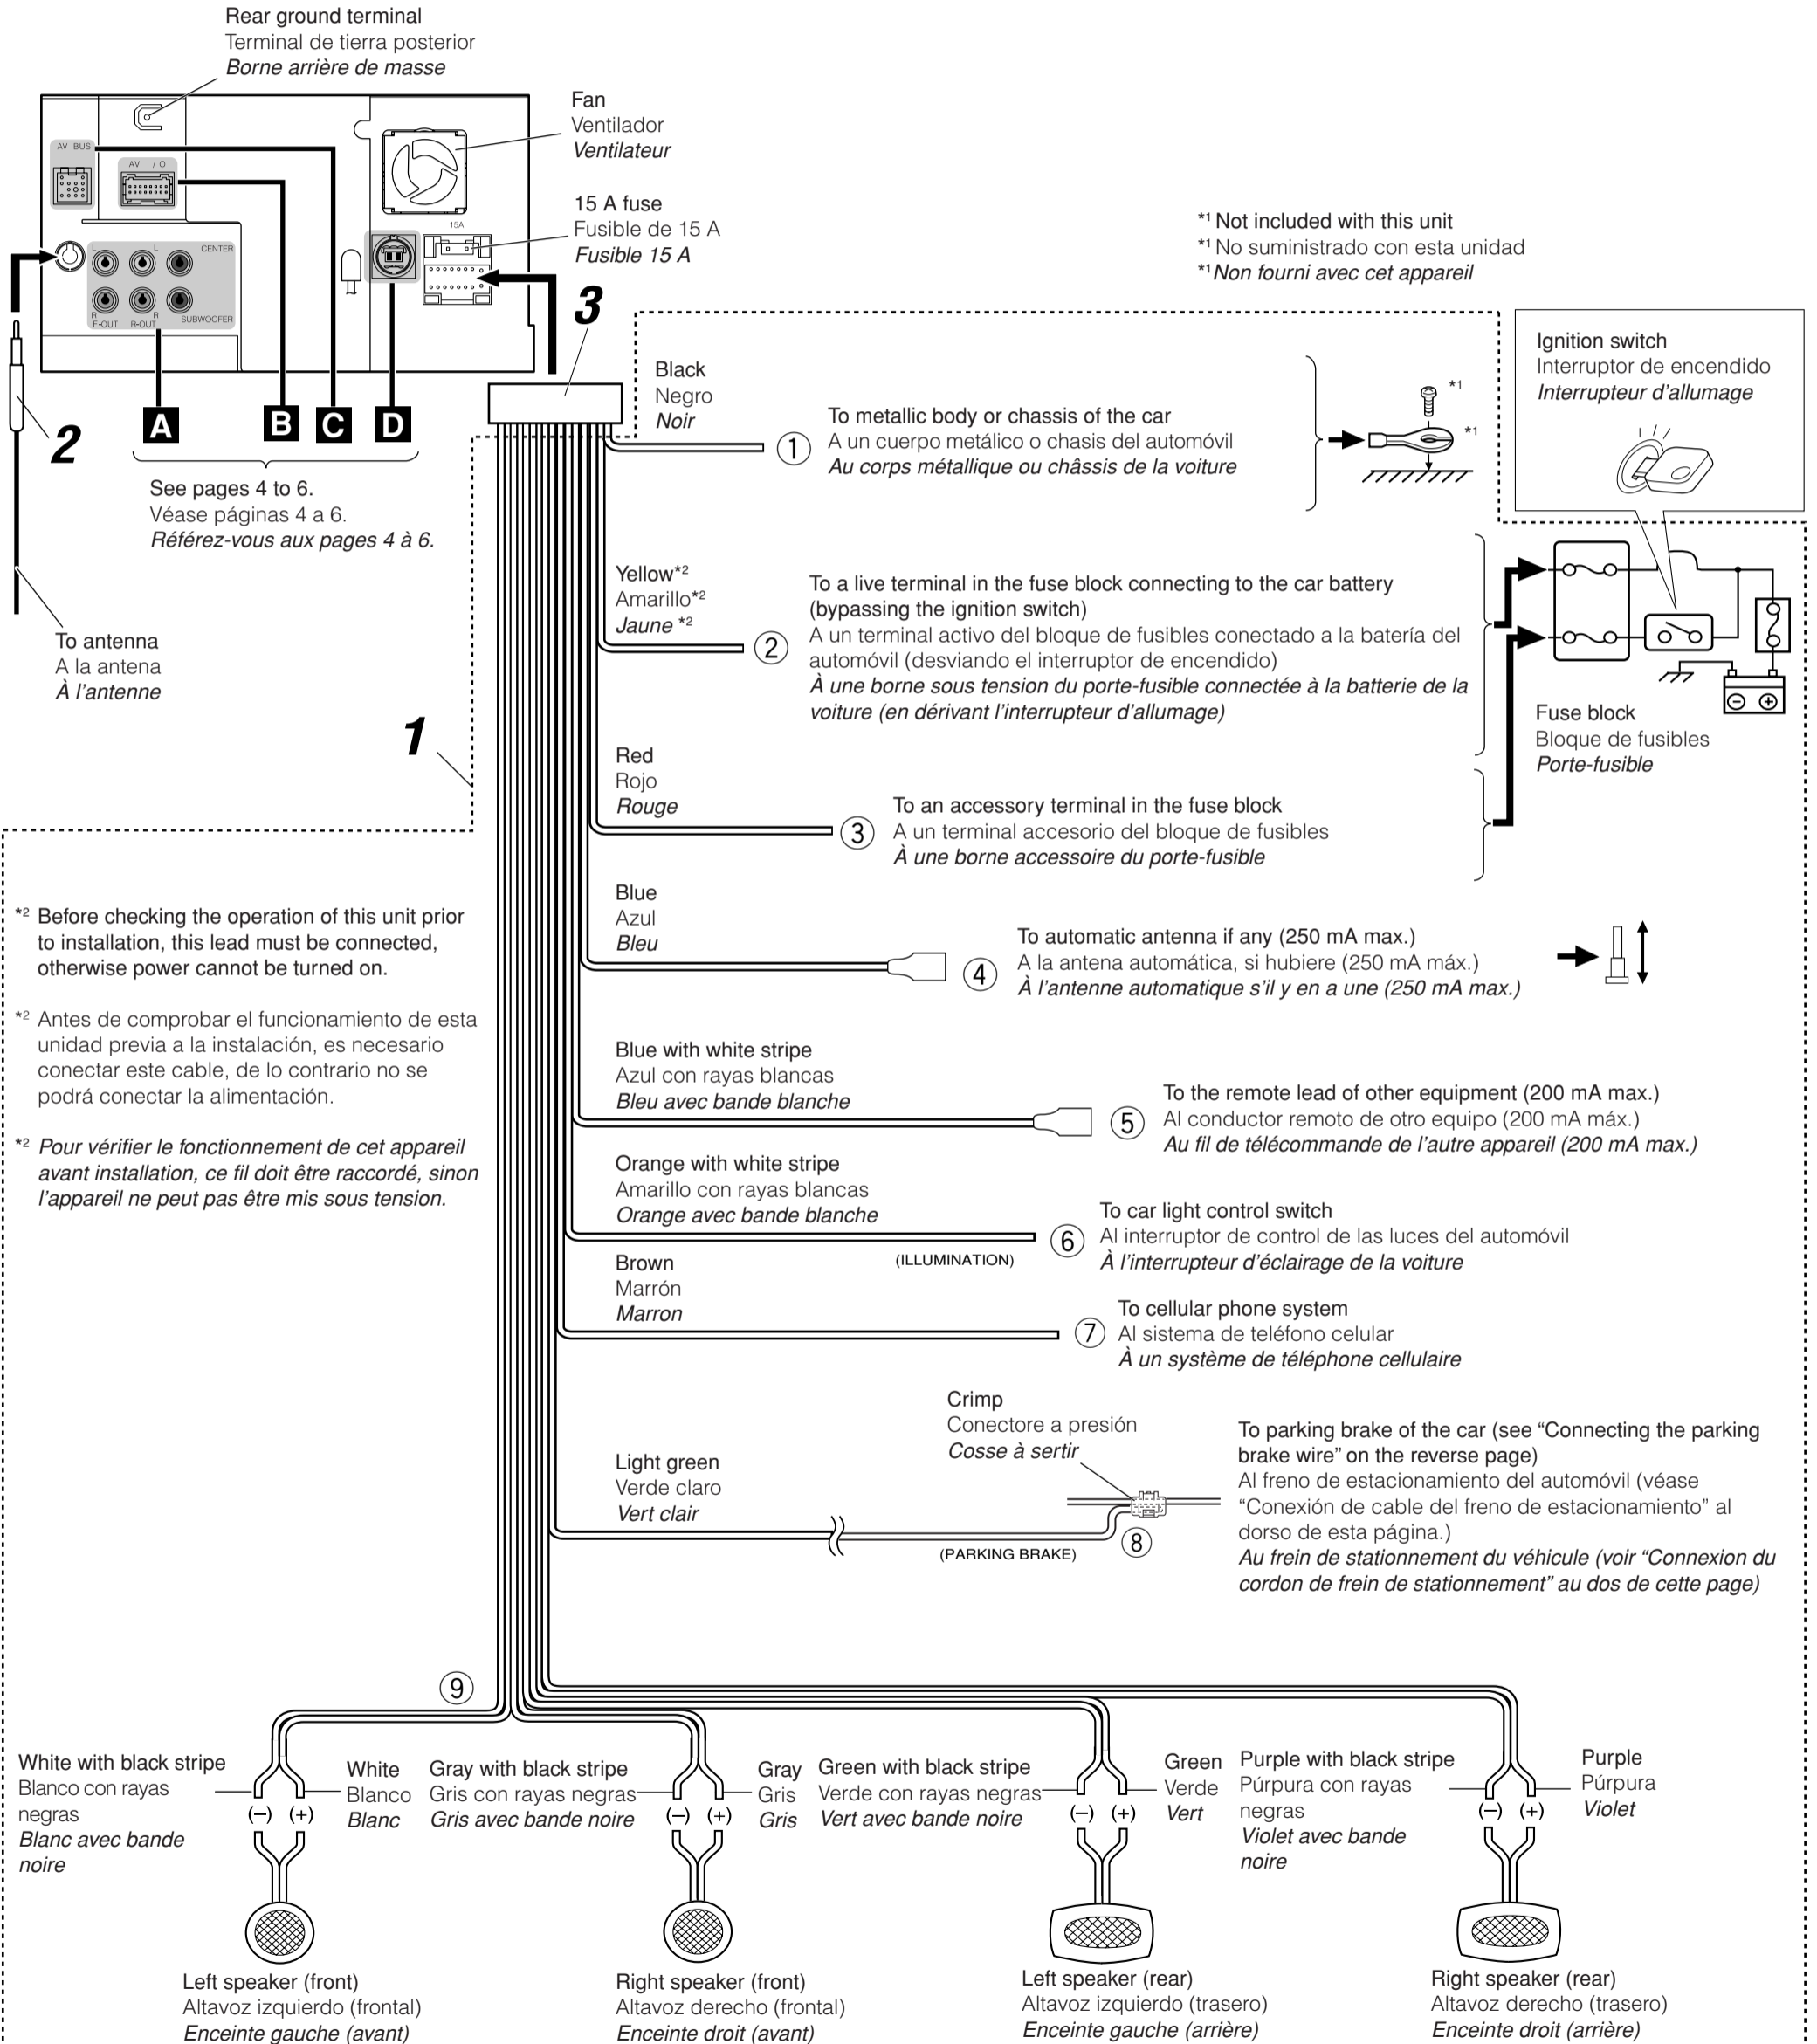 Rear ground terminal
Terminal de tierra posterior
Borne arrière de masse
Fan
Ventilador
Ventilateur
15 A fuse
Fusible de 15 A
Fusible 15 A
AV BUS
AV I / O
15A
L
L
CENTER
R
R
F-OUT
R-OUT
SUBWOOFER
*1 Not included with this unit
*1 No suministrado con esta unidad
*1 Non fourni avec cet appareil
3
2
A
B
C
D
See pages 4 to 6.
Véase páginas 4 a 6.
Référez-vous aux pages 4 à 6.
To antenna
A la antena
À l'antenne
1
Ignition switch
Interruptor de encendido
Interrupteur d'allumage
Black
Negro
Noir
①
To metallic body or chassis of the car
A un cuerpo metálico o chasis del automóvil
Au corps métallique ou châssis de la voiture
*1
*1
Yellow*2
Amarillo*2
Jaune *2
②
To a live terminal in the fuse block connecting to the car battery
(bypassing the ignition switch)
A un terminal activo del bloque de fusibles conectado a la batería del
automóvil (desviando el interruptor de encendido)
À une borne sous tension du porte-fusible connectée à la batterie de la
voiture (en dérivant l'interrupteur d'allumage)
Fuse block
Bloque de fusibles
Porte-fusible
Red
Rojo
Rouge
③
To an accessory terminal in the fuse block
A un terminal accesorio del bloque de fusibles
À une borne accessoire du porte-fusible
Blue
Azul
Bleu
④
To automatic antenna if any (250 mA max.)
A la antena automática, si hubiere (250 mA máx.)
À l'antenne automatique s'il y en a une (250 mA max.)
*2 Before checking the operation of this unit prior
to installation, this lead must be connected,
otherwise power cannot be turned on.
*2 Antes de comprobar el funcionamiento de esta
unidad previa a la instalación, es necesario
conectar este cable, de lo contrario no se
podrá conectar la alimentación.
*2 Pour vérifier le fonctionnement de cet appareil
avant installation, ce fil doit être raccordé, sinon
l'appareil ne peut pas être mis sous tension.
Blue with white stripe
Azul con rayas blancas
Bleu avec bande blanche
⑤
To the remote lead of other equipment (200 mA max.)
Al conductor remoto de otro equipo (200 mA máx.)
Au fil de télécommande de l'autre appareil (200 mA max.)
Orange with white stripe
Amarillo con rayas blancas
Orange avec bande blanche
(ILLUMINATION)
⑥
To car light control switch
Al interruptor de control de las luces del automóvil
À l'interrupteur d'éclairage de la voiture
Brown
Marrón
Marron
⑦
To cellular phone system
Al sistema de teléfono celular
À un système de téléphone cellulaire
Crimp
Conectore a presión
Cosse à sertir
Light green
Verde claro
Vert clair
(PARKING BRAKE)
⑧
To parking brake of the car (see “Connecting the parking
brake wire” on the reverse page)
Al freno de estacionamiento del automóvil (véase
“Conexión de cable del freno de estacionamiento” al
dorso de esta página.)
Au frein de stationnement du véhicule (voir “Connexion du
cordon de frein de stationnement” au dos de cette page)
⑨
White with black stripe
Blanco con rayas
negras
Blanc avec bande
noire
(–)
(+)
White
Blanco
Blanc
Gray with black stripe
Gris con rayas negras
Gris avec bande noire
(–)
(+)
Gray
Gris
Gris
Green with black stripe
Verde con rayas negras
Vert avec bande noire
(–)
(+)
Green
Verde
Vert
Purple with black stripe
Púrpura con rayas
negras
Violet avec bande
noire
(–)
(+)
Purple
Púrpura
Violet
Left speaker (front)
Altavoz izquierdo (frontal)
Enceinte gauche (avant)
Right speaker (front)
Altavoz derecho (frontal)
Enceinte droit (avant)
Left speaker (rear)
Altavoz izquierdo (trasero)
Enceinte gauche (arrière)
Right speaker (rear)
Altavoz derecho (trasero)
Enceinte droit (arrière)